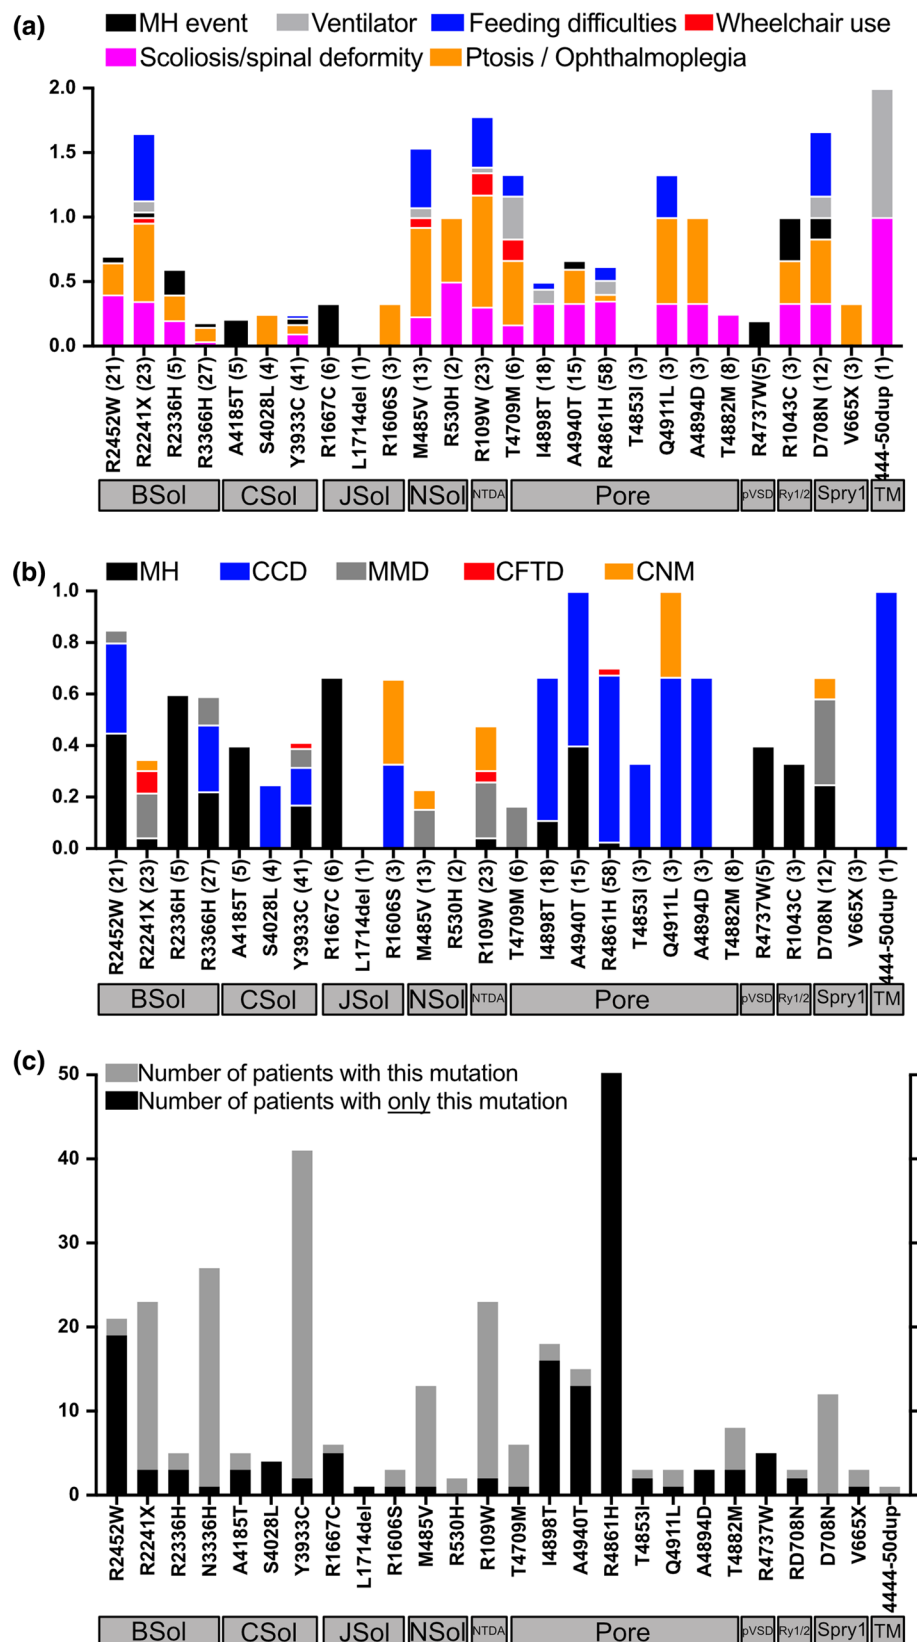 (a)
MH event Ventilator Feeding difficulties Wheelchair use
Scoliosis/spinal deformity Ptosis / Ophthalmoplegia
2.0
1.5
1.0
0.5
0.0
R2452W (21)
R2241X (23)
R2336H (5)
R3366H (27)
A4185T (5)
S4028L (4)
Y3933C (41)
R1667C (6)
L1714del (1)
R1606S (3)
M485V (13)
R530H (2)
R109W (23)
T4709M (6)
I4898T (18)
A4940T (15)
R4861H (58)
T4853I (3)
Q4911L (3)
A4894D (3)
T4882M (8)
R4737W(5)
R1043C (3)
D708N (12)
V665X (3)
444-50dup (1)
BSol CSol JSol NSol NTDA Pore pVSD Ry1/2 Spry1 TM
(b)
MH CCD MMD CFTD CNM
1.0
0.8
0.6
0.4
0.2
0.0
R2452W (21)
R2241X (23)
R2336H (5)
R3366H (27)
A4185T (5)
S4028L (4)
Y3933C (41)
R1667C (6)
L1714del (1)
R1606S (3)
M485V (13)
R530H (2)
R109W (23)
T4709M (6)
I4898T (18)
A4940T (15)
R4861H (58)
T4853I (3)
Q4911L (3)
A4894D (3)
T4882M (8)
R4737W(5)
R1043C (3)
D708N (12)
V665X (3)
444-50dup (1)
BSol CSol JSol NSol NTDA Pore pVSD Ry1/2 Spry1 TM
(c)
Number of patients with this mutation
Number of patients with only this mutation
50
40
30
20
10
0
R2452W
R2241X
R2336H
N3336H
A4185T
S4028L
Y3933C
R1667C
L1714del
R1606S
M485V
R530H
R109W
T4709M
I4898T
A4940T
R4861H
T4853I
Q4911L
A4894D
T4882M
R4737W
RD708N
D708N
V665X
4444-50dup
BSol CSol JSol NSol NTDA Pore pVSD Ry1/2 Spry1 TM